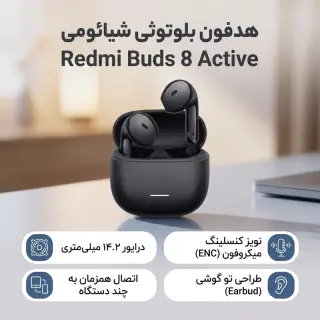 هدفون بلوتوثی شیائومی
Redmi Buds 8 Active
نویز کنسلینگ
میکروفون (ENC)
درایور ۱۴.۲ میلی‌متری
طراحی تو گوشی
(Earbud)
اتصال همزمان به
چند دستگاه